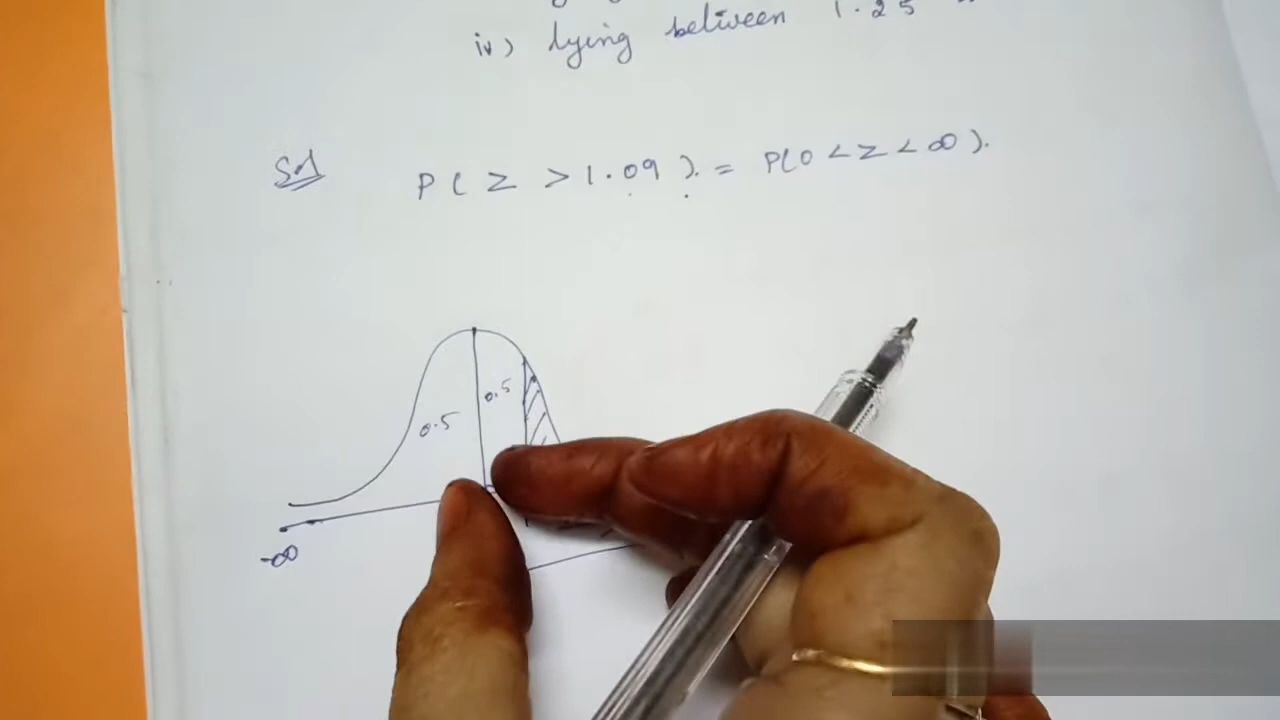 iv) lying between 1.25
Sol P(Z > 1.09). = P(0 < Z < ∞).
0.5 0.5
-∞